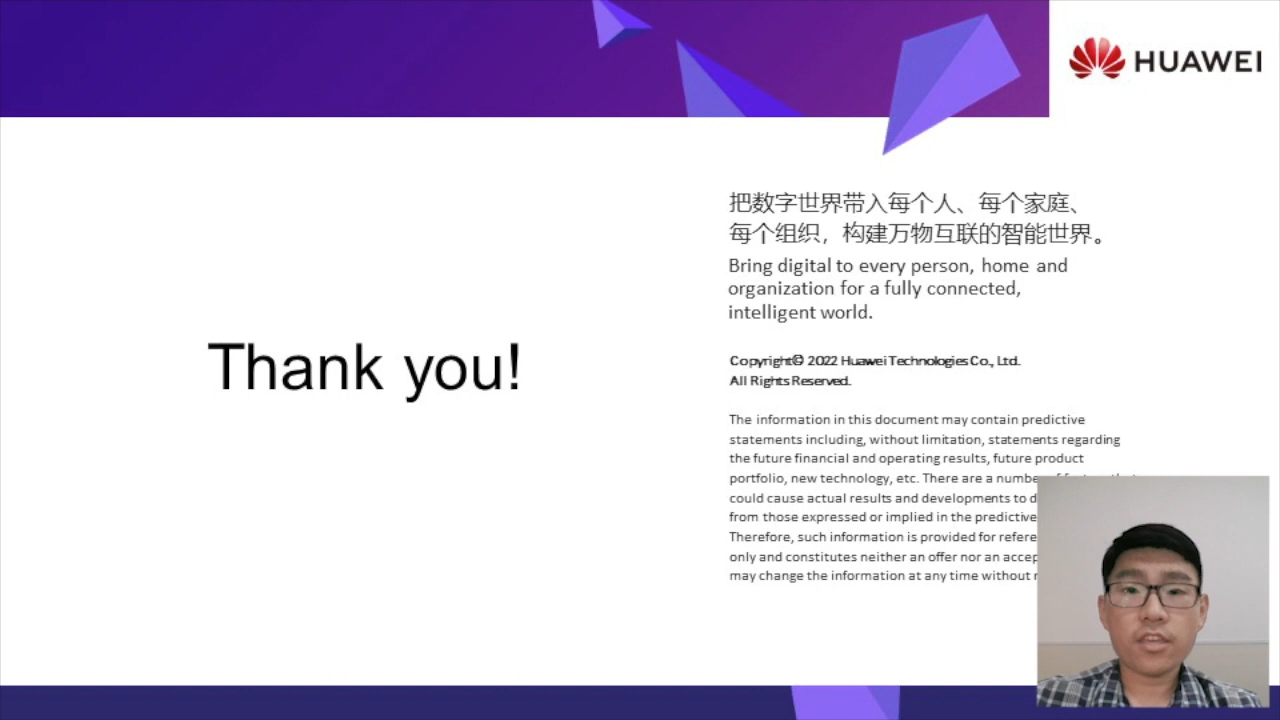 HUAWEI
Thank you!
把数字世界带入每个人、每个家庭、
每个组织，构建万物互联的智能世界。
Bring digital to every person, home and
organization for a fully connected,
intelligent world.
Copyright© 2022 Huawei Technologies Co., Ltd.
All Rights Reserved.
The information in this document may contain predictive
statements including, without limitation, statements regarding
the future financial and operating results, future product
portfolio, new technology, etc. There are a number of
could cause actual results and developments to
from those expressed or implied in the predictive
Therefore, such information is provided for
only and constitutes neither an offer nor an
may change the information at any time without